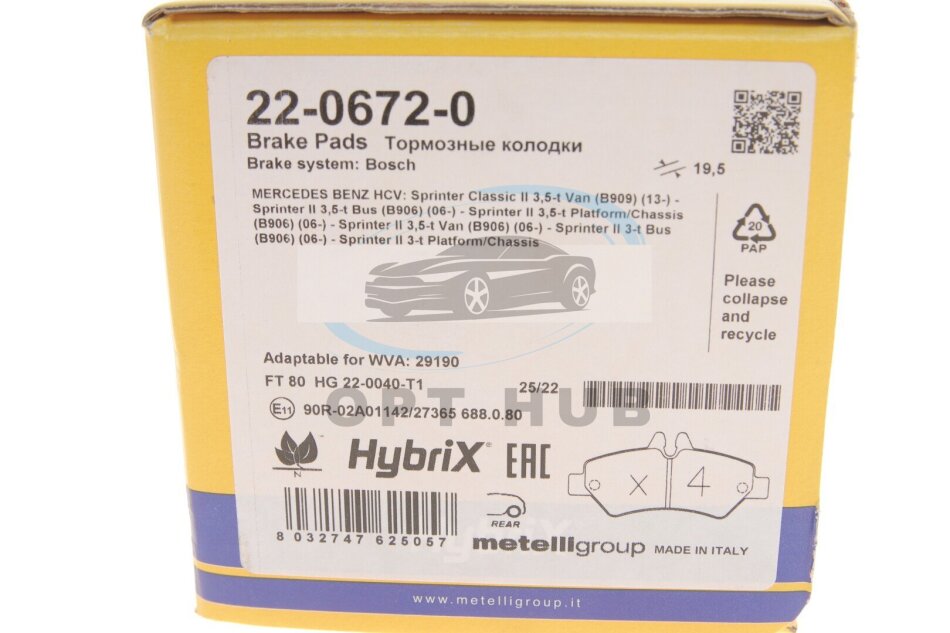 22-0672-0
Brake Pads Тормозные колодки
Brake system: Bosch
19,5
MERCEDES BENZ HCV: Sprinter Classic II 3,5-t Van (B909) (13-) -
Sprinter II 3,5-t Bus (B906) (06-) - Sprinter II 3,5-t Platform/Chassis
(B906) (06-) - Sprinter II 3,5-t Van (B906) (06-) - Sprinter II 3-t Bus
(B906) (06-) - Sprinter II 3-t Platform/Chassis
20
PAP
Please
collapse
and
recycle
Adaptable for WVA: 29190
FT 80 HG 22-0040-T1
25/22
OPT HUB
E11 90R-02A01142/27365 688.0.80
N
HybriX® EAC
x 4
REAR
8 032747 625057
HybriX
metelligroup MADE IN ITALY
www.metelligroup.it